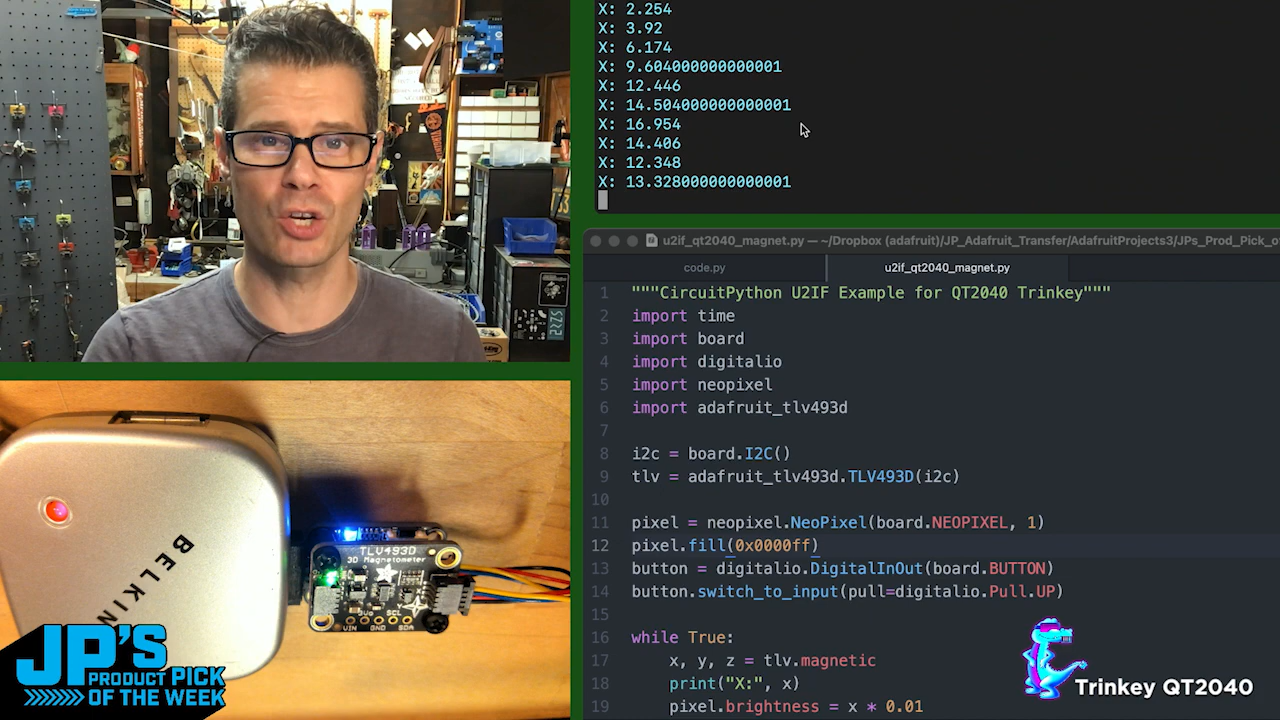 X: 2.254
X: 3.92
X: 6.174
X: 9.604000000000001
X: 12.446
X: 14.504000000000001
X: 16.954
X: 14.406
X: 12.348
X: 13.328000000000001
u2if_qt2040_magnet.py — ~/Dropbox (adafruit)/JP_Adafruit_Transfer/AdafruitProjects3/JPs_Prod_Pick_o
code.py
u2if_qt2040_magnet.py
1 """CircuitPython U2IF Example for QT2040 Trinkey"""
2 import time
3 import board
4 import digitalio
5 import neopixel
6 import adafruit_tlv493d
7
8 i2c = board.I2C()
9 tlv = adafruit_tlv493d.TLV493D(i2c)
10
11 pixel = neopixel.NeoPixel(board.NEOPIXEL, 1)
12 pixel.fill(0x0000ff)
13 button = digitalio.DigitalInOut(board.BUTTON)
14 button.switch_to_input(pull=digitalio.Pull.UP)
15
16 while True:
17 x, y, z = tlv.magnetic
18 print("X:", x)
19 pixel.brightness = x * 0.01
BELKIN
TLV493D
3D Magnetometer
VIN GND SCL SDA
JP'S
PRODUCT PICK
OF THE WEEK
Trinkey QT2040